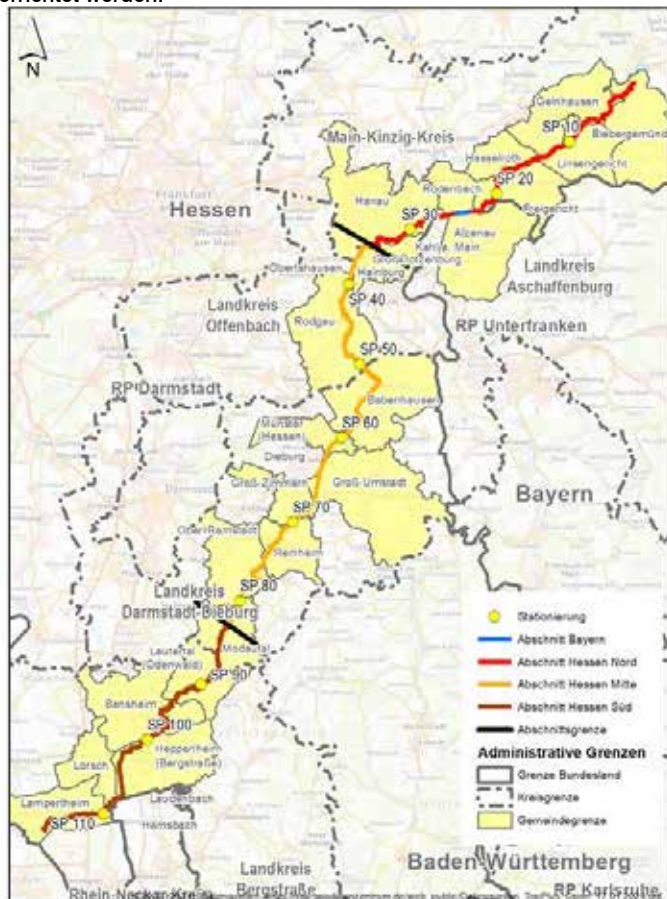 N
Gelnhausen
SP 10
Biebergemünd
Main-Kinzig-Kreis
Hasselroth
Linsengericht
SP 20
Rodenbach
Hessen
Hanau
SP 30
Freigericht
Alzenau
Kahl a. Main
Großkrotzenburg
Obertshausen
Hainburg
Landkreis
Aschaffenburg
SP 40
Landkreis
Offenbach
Rodgau
RP Unterfranken
SP 50
RP Darmstadt
Babenhausen
Münster
(Hessen)
SP 60
Dieburg
Groß-Zimmern
Groß-Umstadt
Bayern
SP 70
Ober-Ramstadt
Reinheim
SP 80
Landkreis
Darmstadt-Dieburg
Modautal
Lautertal
(Odenwald)
SP 90
Bensheim
SP 100
Heppenheim
(Bergstraße)
Lorsch
Lampertheim
Laudenbach
SP 110
Hemsbach
Landkreis
Bergstraße
Baden-Württemberg
Rhein-Neckar-Kreis
RP Karlsruhe
Stationierung
Abschnitt Bayern
Abschnitt Hessen Nord
Abschnitt Hessen Mitte
Abschnitt Hessen Süd
Abschnittsgrenze
Administrative Grenzen
Grenze Bundesland
Kreisgrenze
Gemeindegrenze